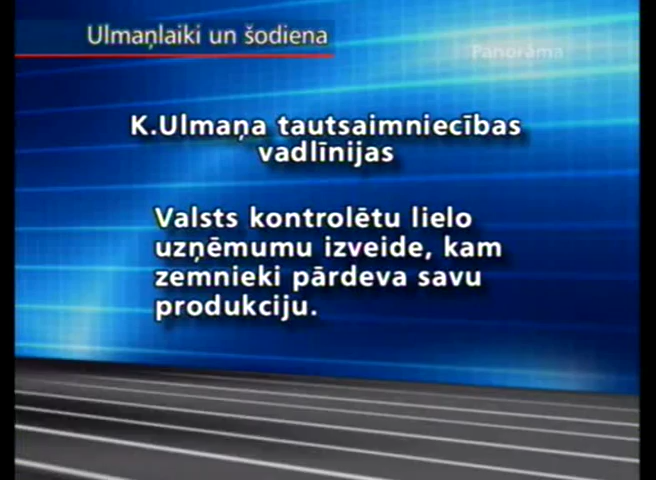 Ulmaņlaiki un šodiena
Panorāma
K.Ulmaņa tautsaimniecības
vadlīnijas
Valsts kontrolētu lielo
uzņēmumu izveide, kam
zemnieki pārdeva savu
produkciju.